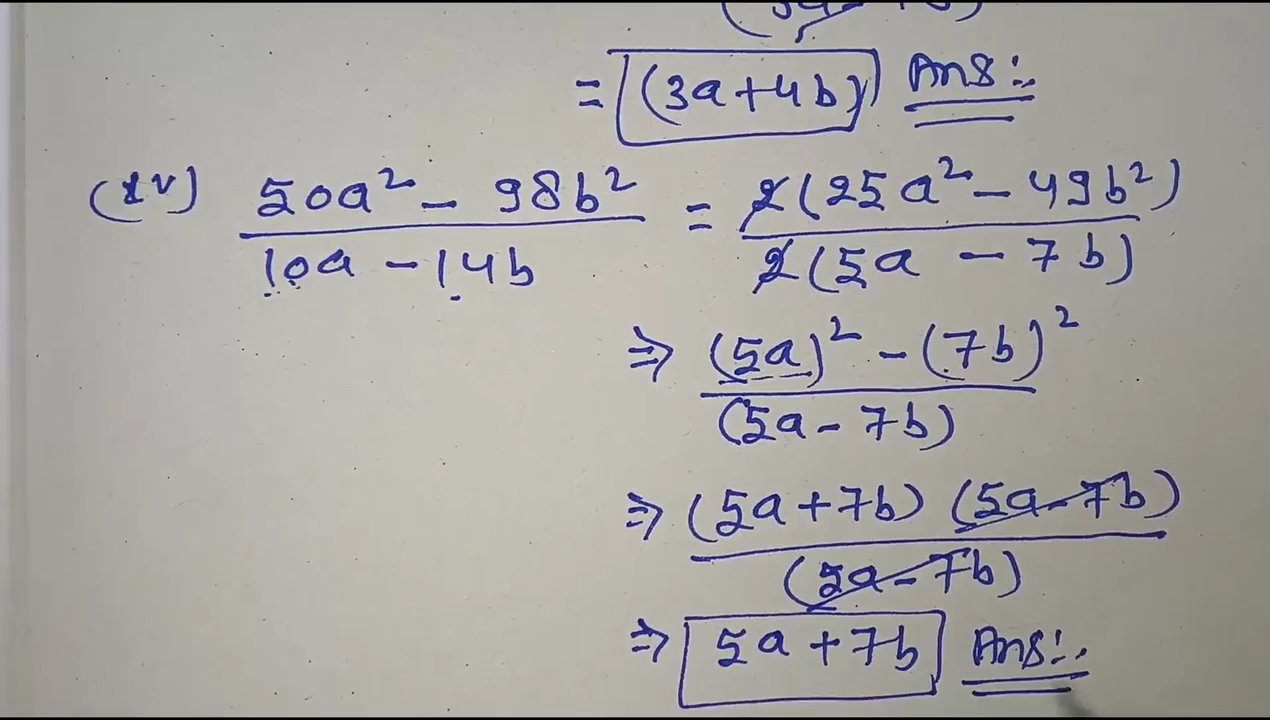 = (3a+4b) Ans:.
(iv) 50a² - 98b² / 10a - 14b = 2(25a² - 49b²) / 2(5a - 7b)
⇒ (5a)² - (7b)² / (5a - 7b)
⇒ (5a+7b) (5a-7b) / (5a-7b)
⇒ 5a+7b Ans:.